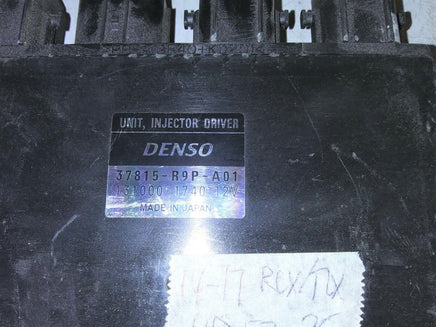 UNIT, INJECTOR DRIVER
DENSO
37815-R9P-A01
131000-1740 12V
MADE IN JAPAN
14-17 RLX/TLX